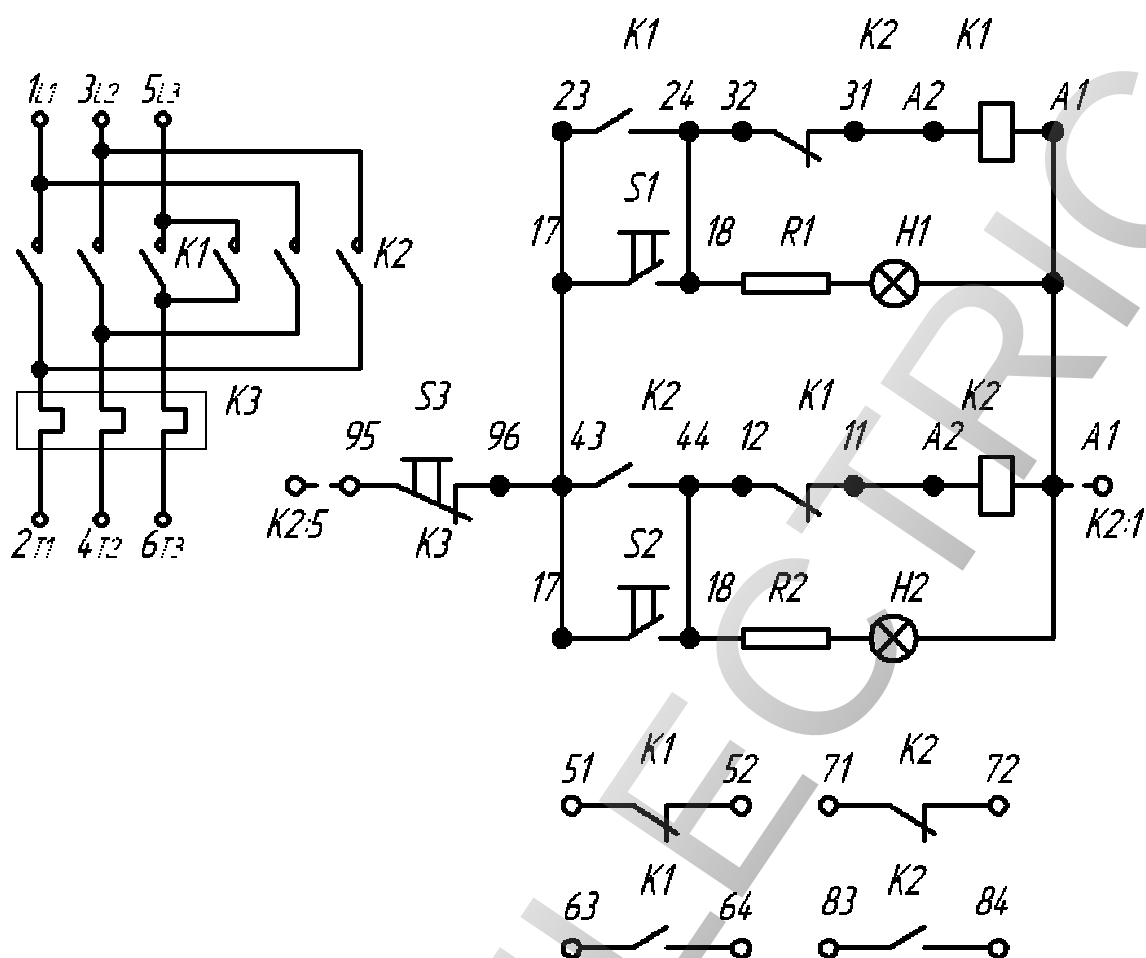 K1 K2 K1
1L1 3L2 5L3
23 24 32 31 A2 A1
S1
17 18 R1 H1
K1 K2
K3 S3 K2 K1 K2
95 96 43 44 12 11 A2 A1
K2:5 K3 K2:1
S2
2T1 4T2 6T3
17 18 R2 H2
K1 K2
51 52 71 72
K1 K2
63 64 83 84
LECTRIC